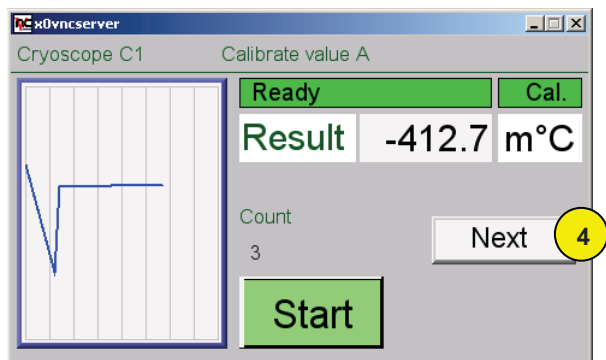 x0vncserver
Cryoscope C1 Calibrate value A
Ready Cal.
Result -412.7 m°C
Count
3
Next 4
Start